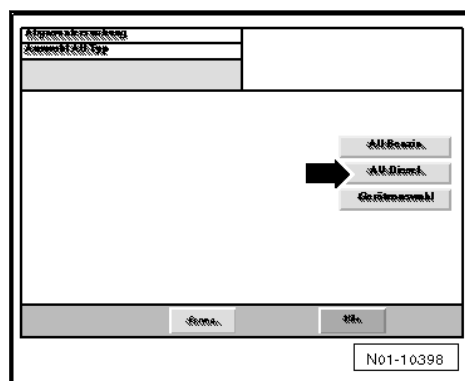 Abgasuntersuchung
Auswahl AU Typ
AU Benzin
AU Diesel
Geräteauswahl
N01-10398